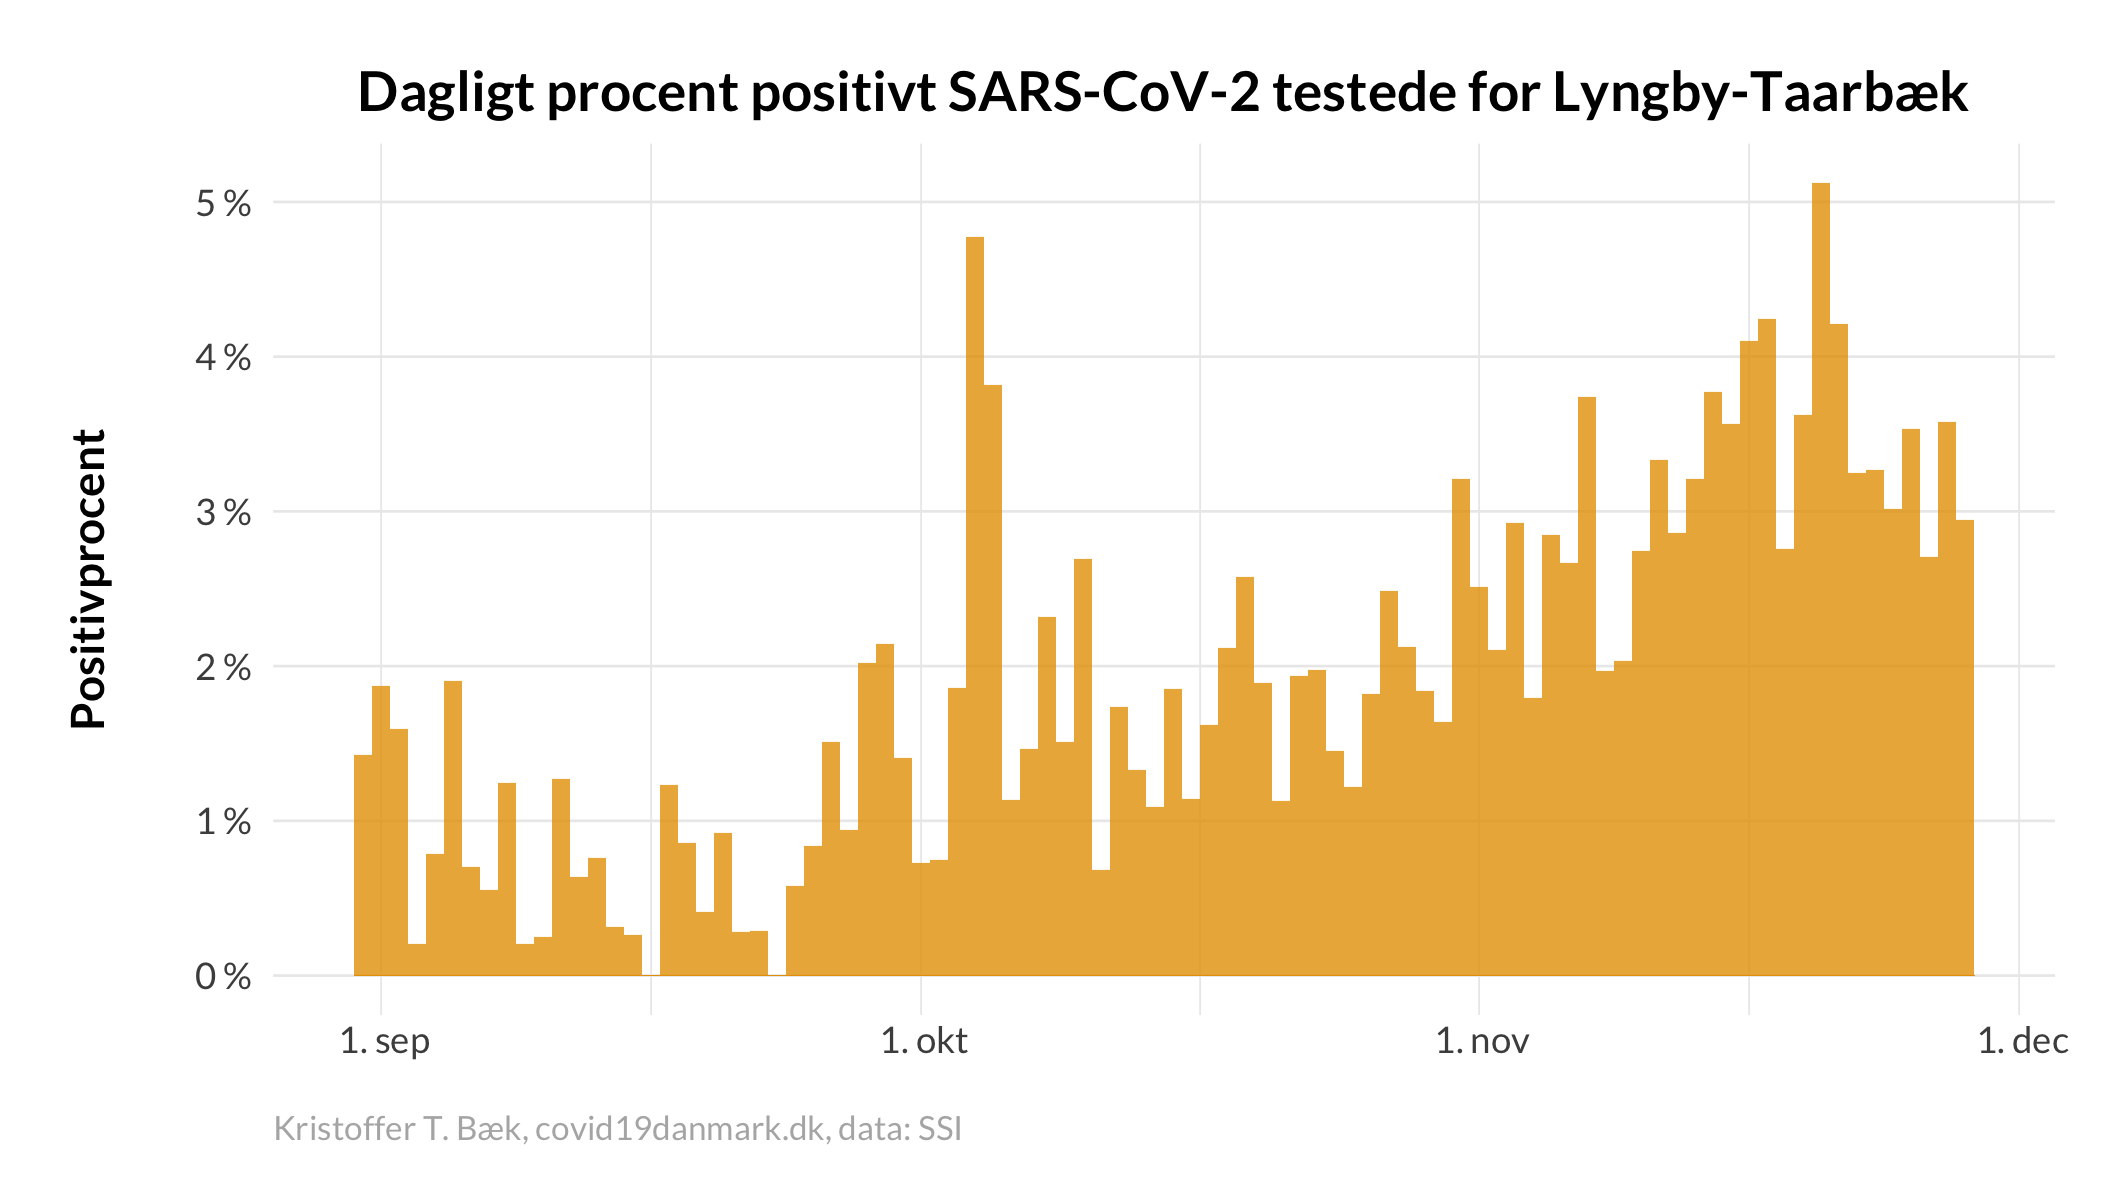 Dagligt procent positivt SARS-CoV-2 testede for Lyngby-Taarbæk
Positivprocent
5 %
4 %
3 %
2 %
1 %
0 %
1. sep
1. okt
1. nov
1. dec
Kristoffer T. Bæk, covid19danmark.dk, data: SSI